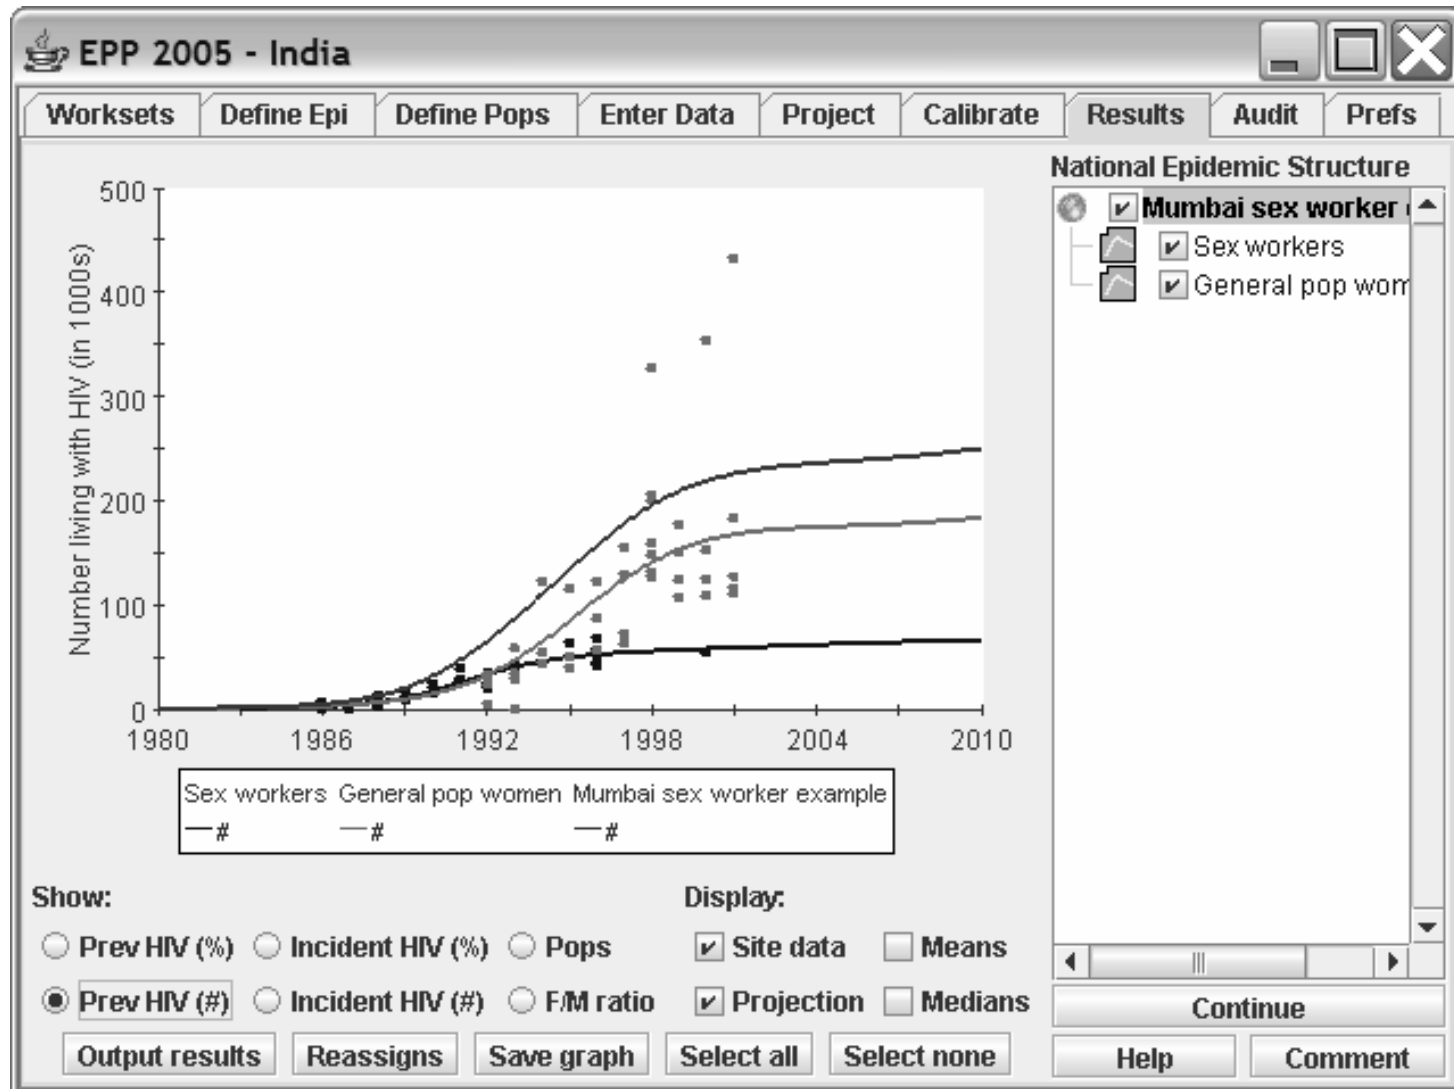 EPP 2005 - India
Worksets Define Epi Define Pops Enter Data Project Calibrate Results Audit Prefs
National Epidemic Structure
Mumbai sex worker
Sex workers
General pop wom
Number living with HIV (in 1000s)
500
400
300
200
100
0
1980 1986 1992 1998 2004 2010
Sex workers General pop women Mumbai sex worker example
# # #
Show: Display:
Prev HIV (%) Incident HIV (%) Pops Site data Means
Prev HIV (#) Incident HIV (#) F/M ratio Projection Medians
Continue
Output results Reassigns Save graph Select all Select none Help Comment